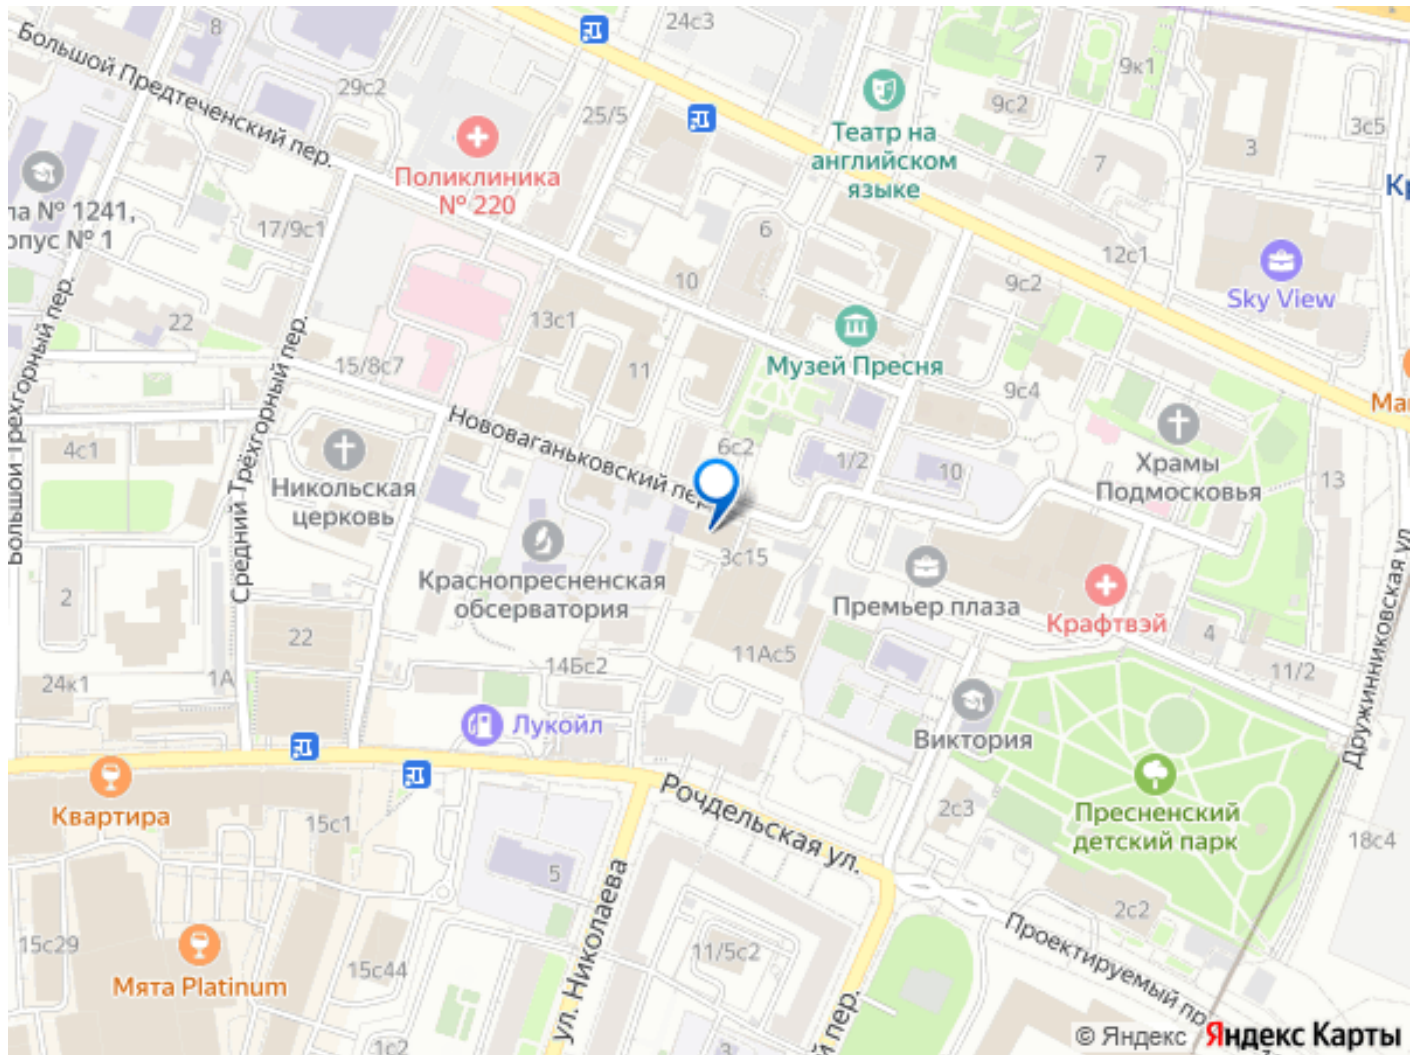 24с3
8
Большой Предтеченский пер.
29с2
25/5
9к1
9с2
3с5
Театр на
английском
языке
7
3
Поликлиника
№ 220
№ 1241,
№ 1
17/9с1
6
12с1
Sky View
10
9с2
13с1
22
Музей Пресня
15/8с7
11
9с4
Большой Трёхгорный пер.
Средний Трёхгорный пер.
Нововаганьковский пер.
4с1
6с2
1/2
10
Храмы
Подмосковья
13
Никольская
церковь
3с15
Краснопресненская
обсерватория
Премьер плаза
Крафтвэй
2
22
4
11Ас5
14Бс2
11/2
24к1
1А
Дружинниковская ул.
Лукойл
Виктория
Квартира
Рочдельская ул.
2с3
Пресненский
детский парк
15с1
18с4
5
ул. Николаева
2с2
15с29
11/5с2
Проектируемый
15с44
Мята Platinum
пер.
1с2
3
© Яндекс Яндекс Карты